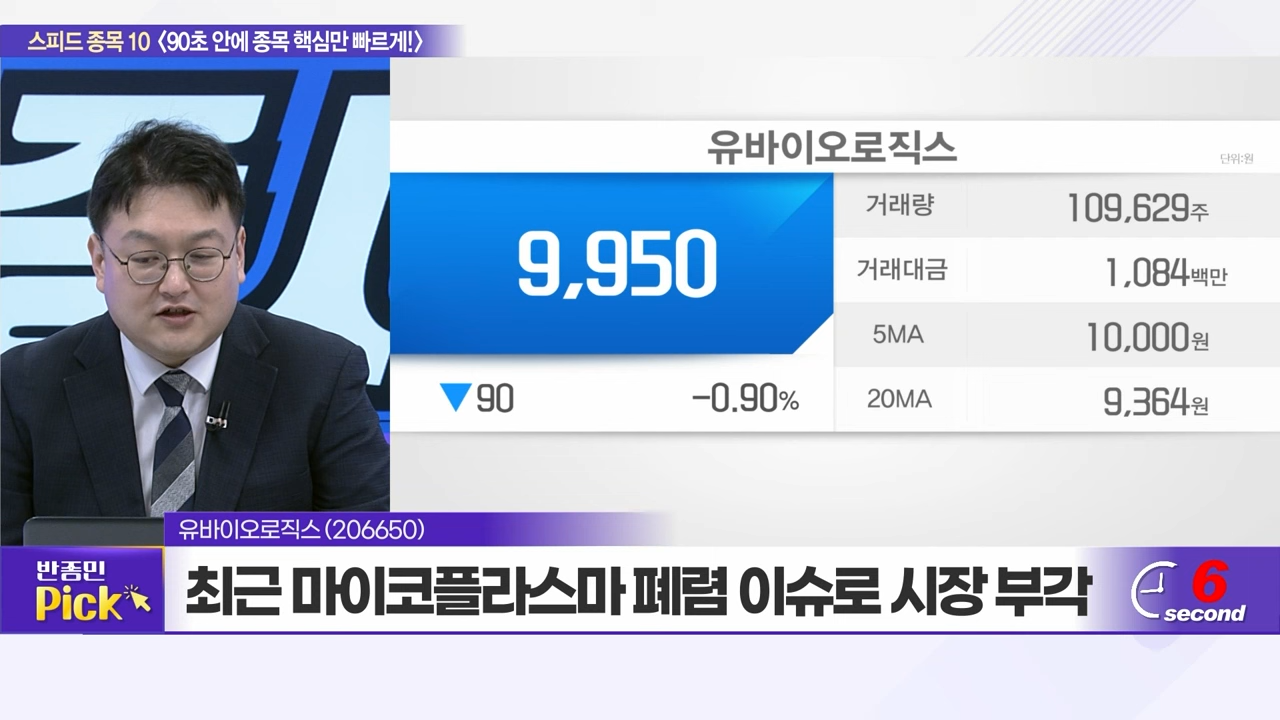 스피드 종목 10 <90초 안에 종목 핵심만 빠르게!>
유바이오로직스
단위:원
9,950
▼90 -0.90%
거래량 109,629주
거래대금 1,084백만
5MA 10,000원
20MA 9,364원
유바이오로직스 (206650)
반종민
Pick
최근 마이코플라스마 폐렴 이슈로 시장 부각
6
second